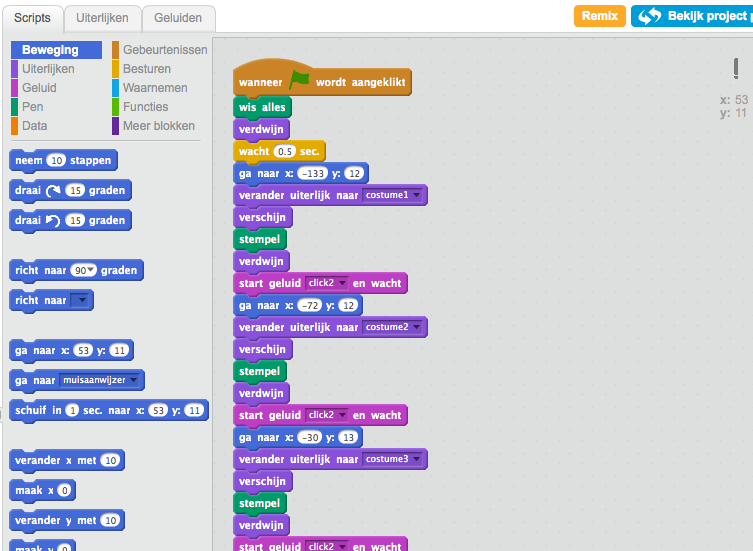 Scripts Uiterlijken Geluiden
Remix Bekijk project p
Beweging Gebeurtenissen
Uiterlijken Besturen
Geluid Waarnemen
Pen Functies
Data Meer blokken
neem 10 stappen
draai 15 graden
draai 15 graden
richt naar 90 graden
richt naar
ga naar x: 53 y: 11
ga naar muisaanwijzer
schuif in 1 sec. naar x: 53 y: 11
verander x met 10
maak x 0
verander y met 10
maak y 0
wanneer wordt aangeklikt
wis alles
verdwijn
wacht 0.5 sec.
ga naar x: -133 y: 12
verander uiterlijk naar costume1
verschijn
stempel
verdwijn
start geluid click2 en wacht
ga naar x: -72 y: 12
verander uiterlijk naar costume2
verschijn
stempel
verdwijn
start geluid click2 en wacht
ga naar x: -30 y: 13
verander uiterlijk naar costume3
verschijn
stempel
verdwijn
start geluid click2 en wacht
x: 53
y: 11